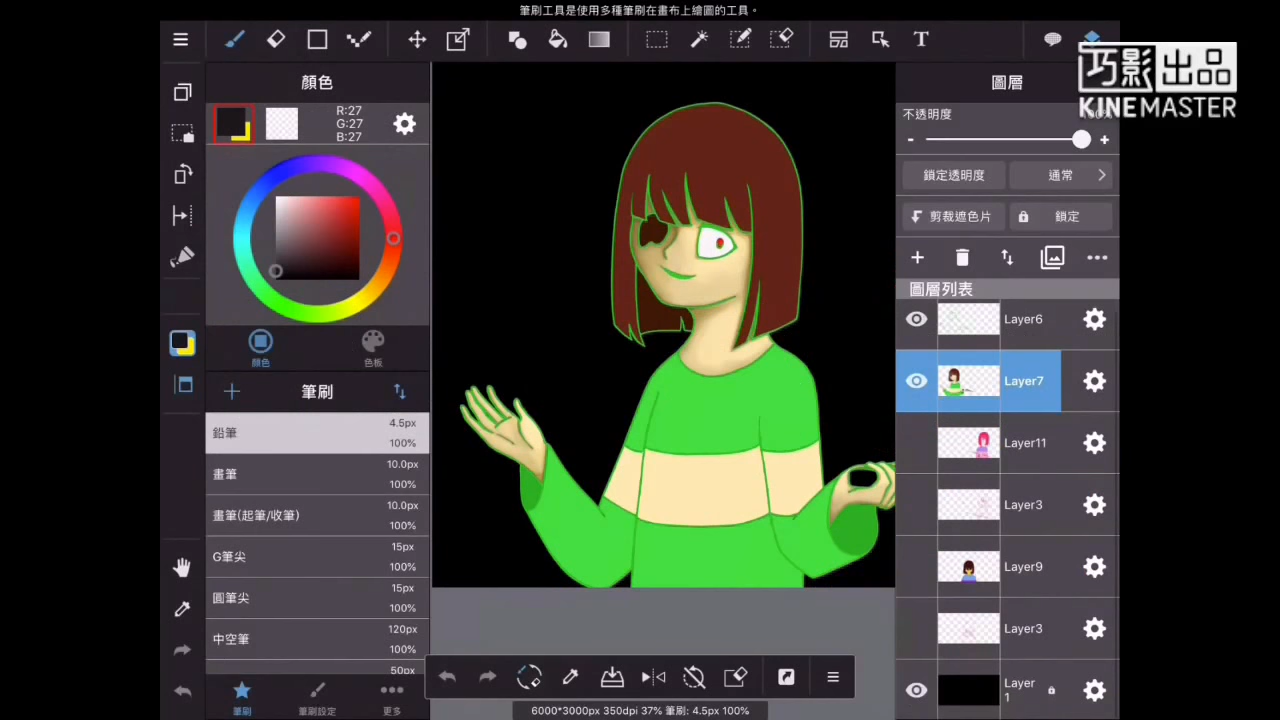 筆刷工具是使用多種筆刷在畫布上繪圖的工具。
T
巧影出品
KINEMASTER
顏色
R:27
G:27
B:27
顏色
色板
筆刷
鉛筆
4.5px
100%
畫筆
10.0px
100%
畫筆(起筆/收筆)
10.0px
100%
G筆尖
15px
100%
圓筆尖
15px
100%
中空筆
120px
100%
50px
筆刷
筆刷設定
更多
圖層
不透明度
- +
鎖定透明度
通常
剪裁遮色片
鎖定
圖層列表
Layer6
Layer7
Layer11
Layer3
Layer9
Layer3
Layer
1
6000×3000px 350dpi 37% 筆刷: 4.5px 100%